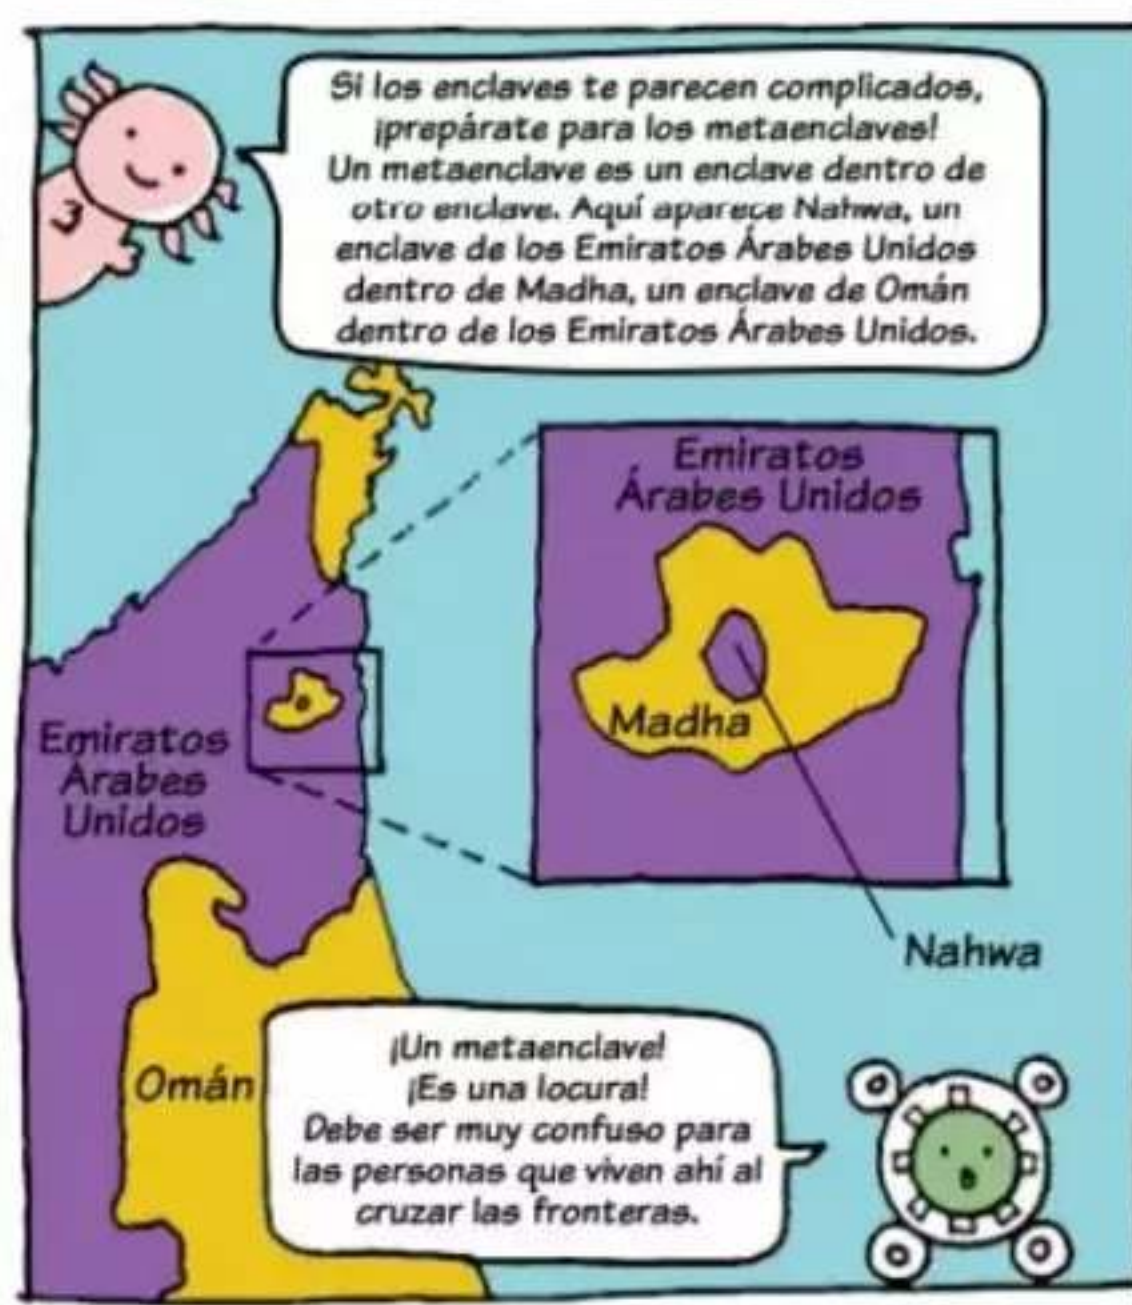 Si los enclaves te parecen complicados,
¡prepárate para los metaenclaves!
Un metaenclave es un enclave dentro de
otro enclave. Aquí aparece Nahwa, un
enclave de los Emiratos Árabes Unidos
dentro de Madha, un enclave de Omán
dentro de los Emiratos Árabes Unidos.
Emiratos
Árabes Unidos
Madha
Emiratos
Árabes
Unidos
Nahwa
Omán
¡Un metaenclave!
¡Es una locura!
Debe ser muy confuso para
las personas que viven ahí al
cruzar las fronteras.